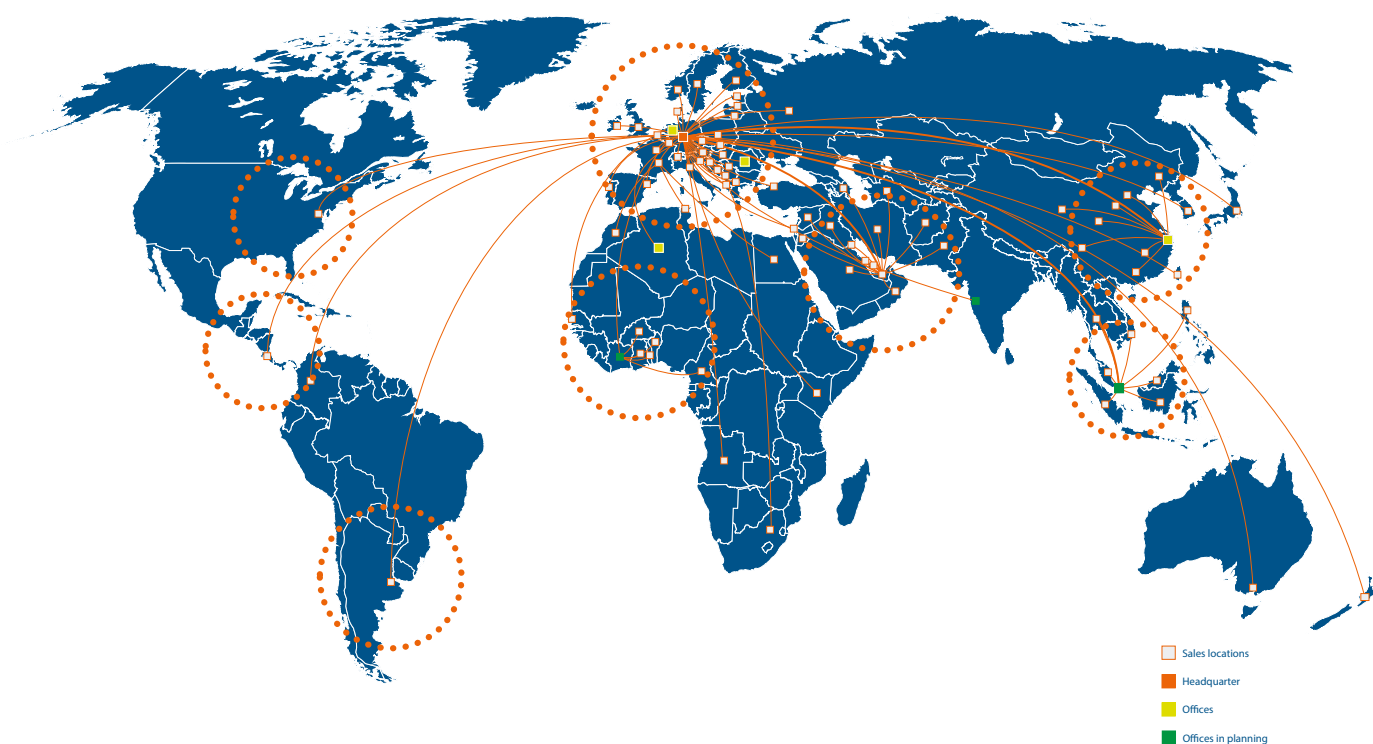 Sales locations
Headquarter
Offices
Offices in planning